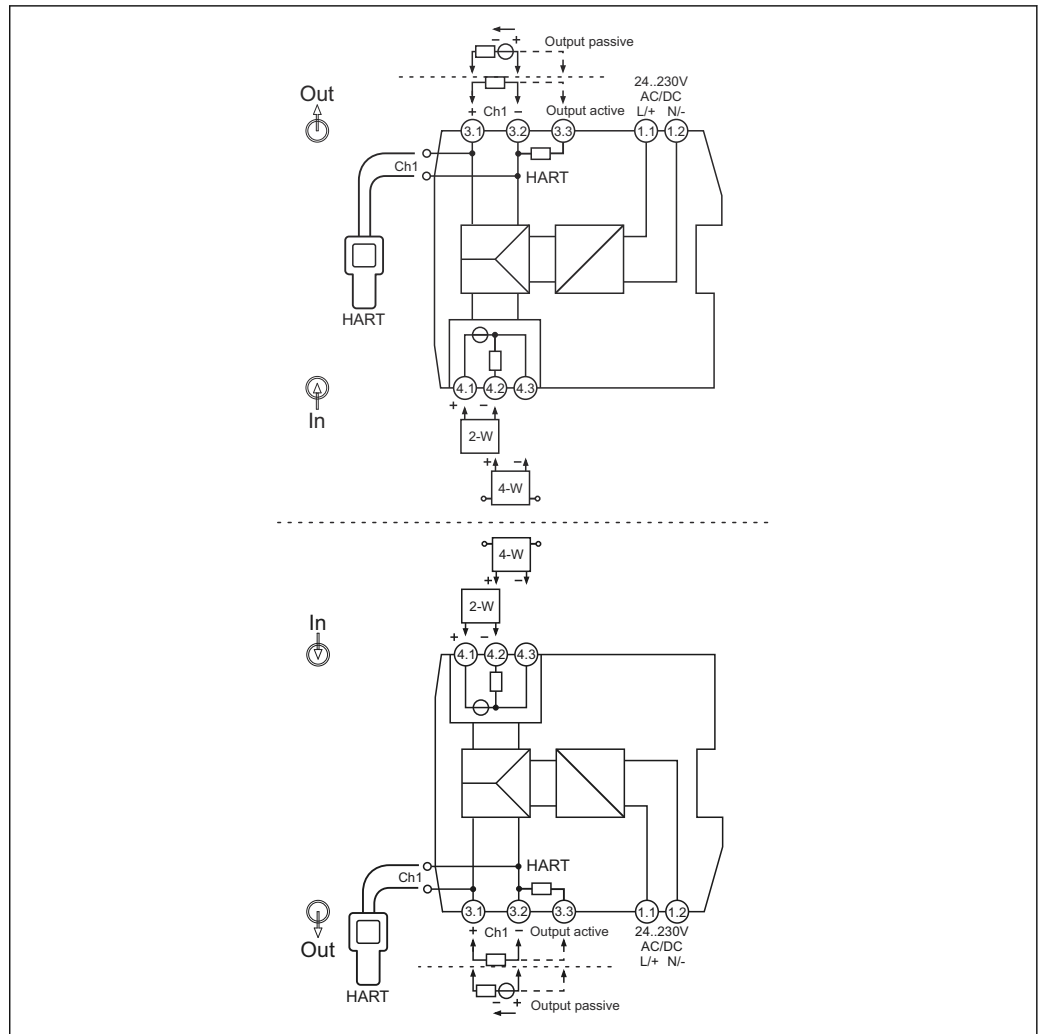 − +
Output passive
Out
24..230V
AC/DC
+ Ch1 − Output active L/+ N/-
3.1 3.2 3.3 1.1 1.2
Ch1
HART
HART
In
4.1 4.2 4.3
+ −
2-W
+ −
4-W
4-W
+ −
2-W
In
+ −
4.1 4.2 4.3
HART
Ch1
3.1 3.2 3.3 1.1 1.2
+ Ch1 − Output active 24..230V
Out
AC/DC
L/+ N/-
HART
− +
Output passive